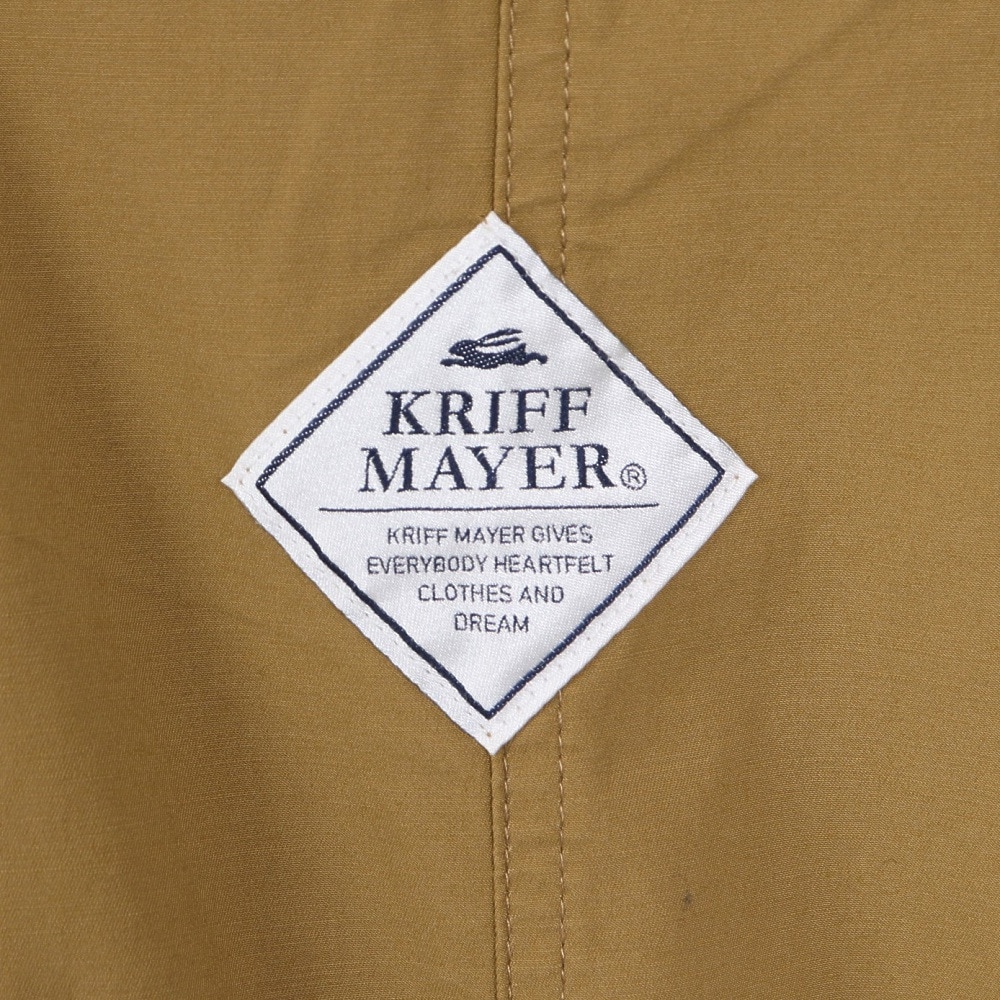 KRIFF
MAYER®
KRIFF MAYER GIVES
EVERYBODY HEARTFELT
CLOTHES AND
DREAM